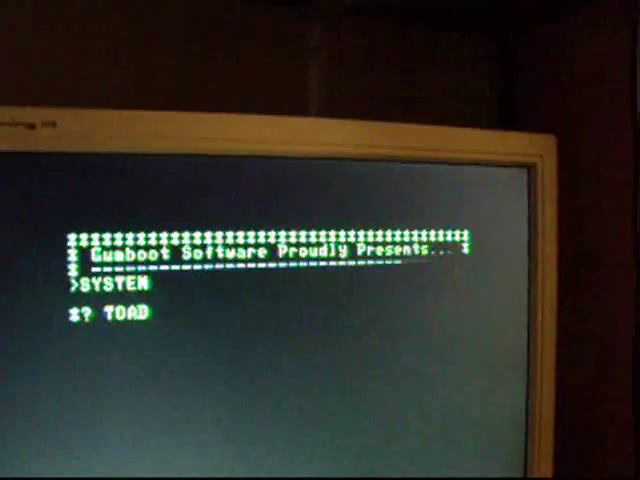 ‡‡‡‡‡‡‡‡‡‡‡‡‡‡‡‡‡‡‡‡‡‡‡‡‡‡‡‡‡‡‡‡‡‡‡‡‡‡‡‡‡
‡ Gumboot Software Proudly Presents... ‡
‡ ------------------------------------
>SYSTEM
‡? TOAD